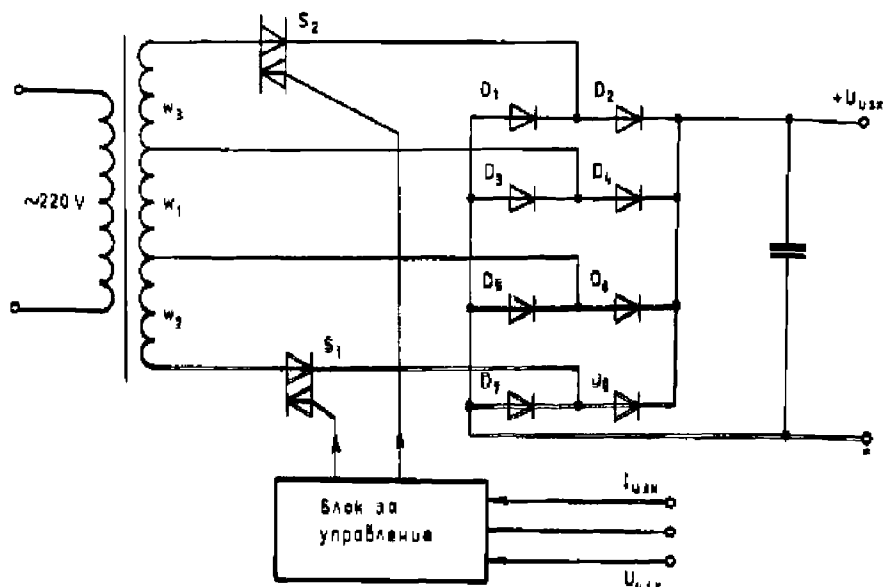 S₂
D₁ D₂
+Uизх
w₃
D₃ D₄
~220 V
w₁
D₅ D₆
w₂
S₁
D₇ D₈
Iизх
Блок за
управление
Uизх